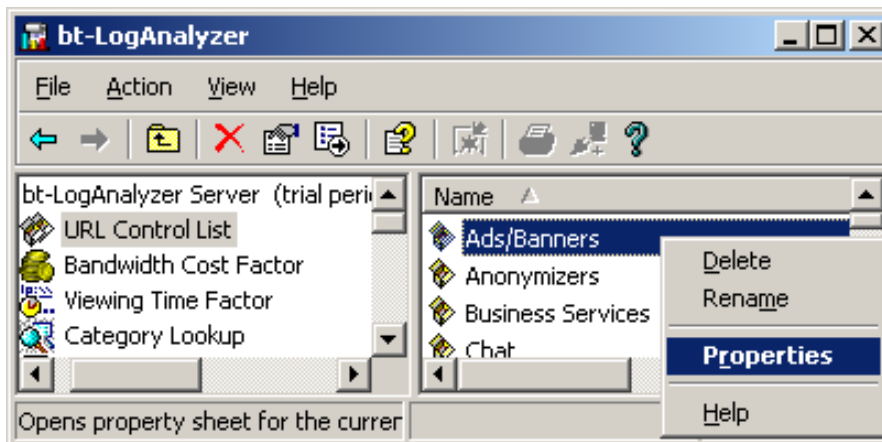 bt-LogAnalyzer
File Action View Help
bt-LogAnalyzer Server (trial peri
URL Control List
Bandwidth Cost Factor
Viewing Time Factor
Category Lookup
Name
Ads/Banners
Anonymizers
Business Services
Chat
Delete
Rename
Properties
Help
Opens property sheet for the currer